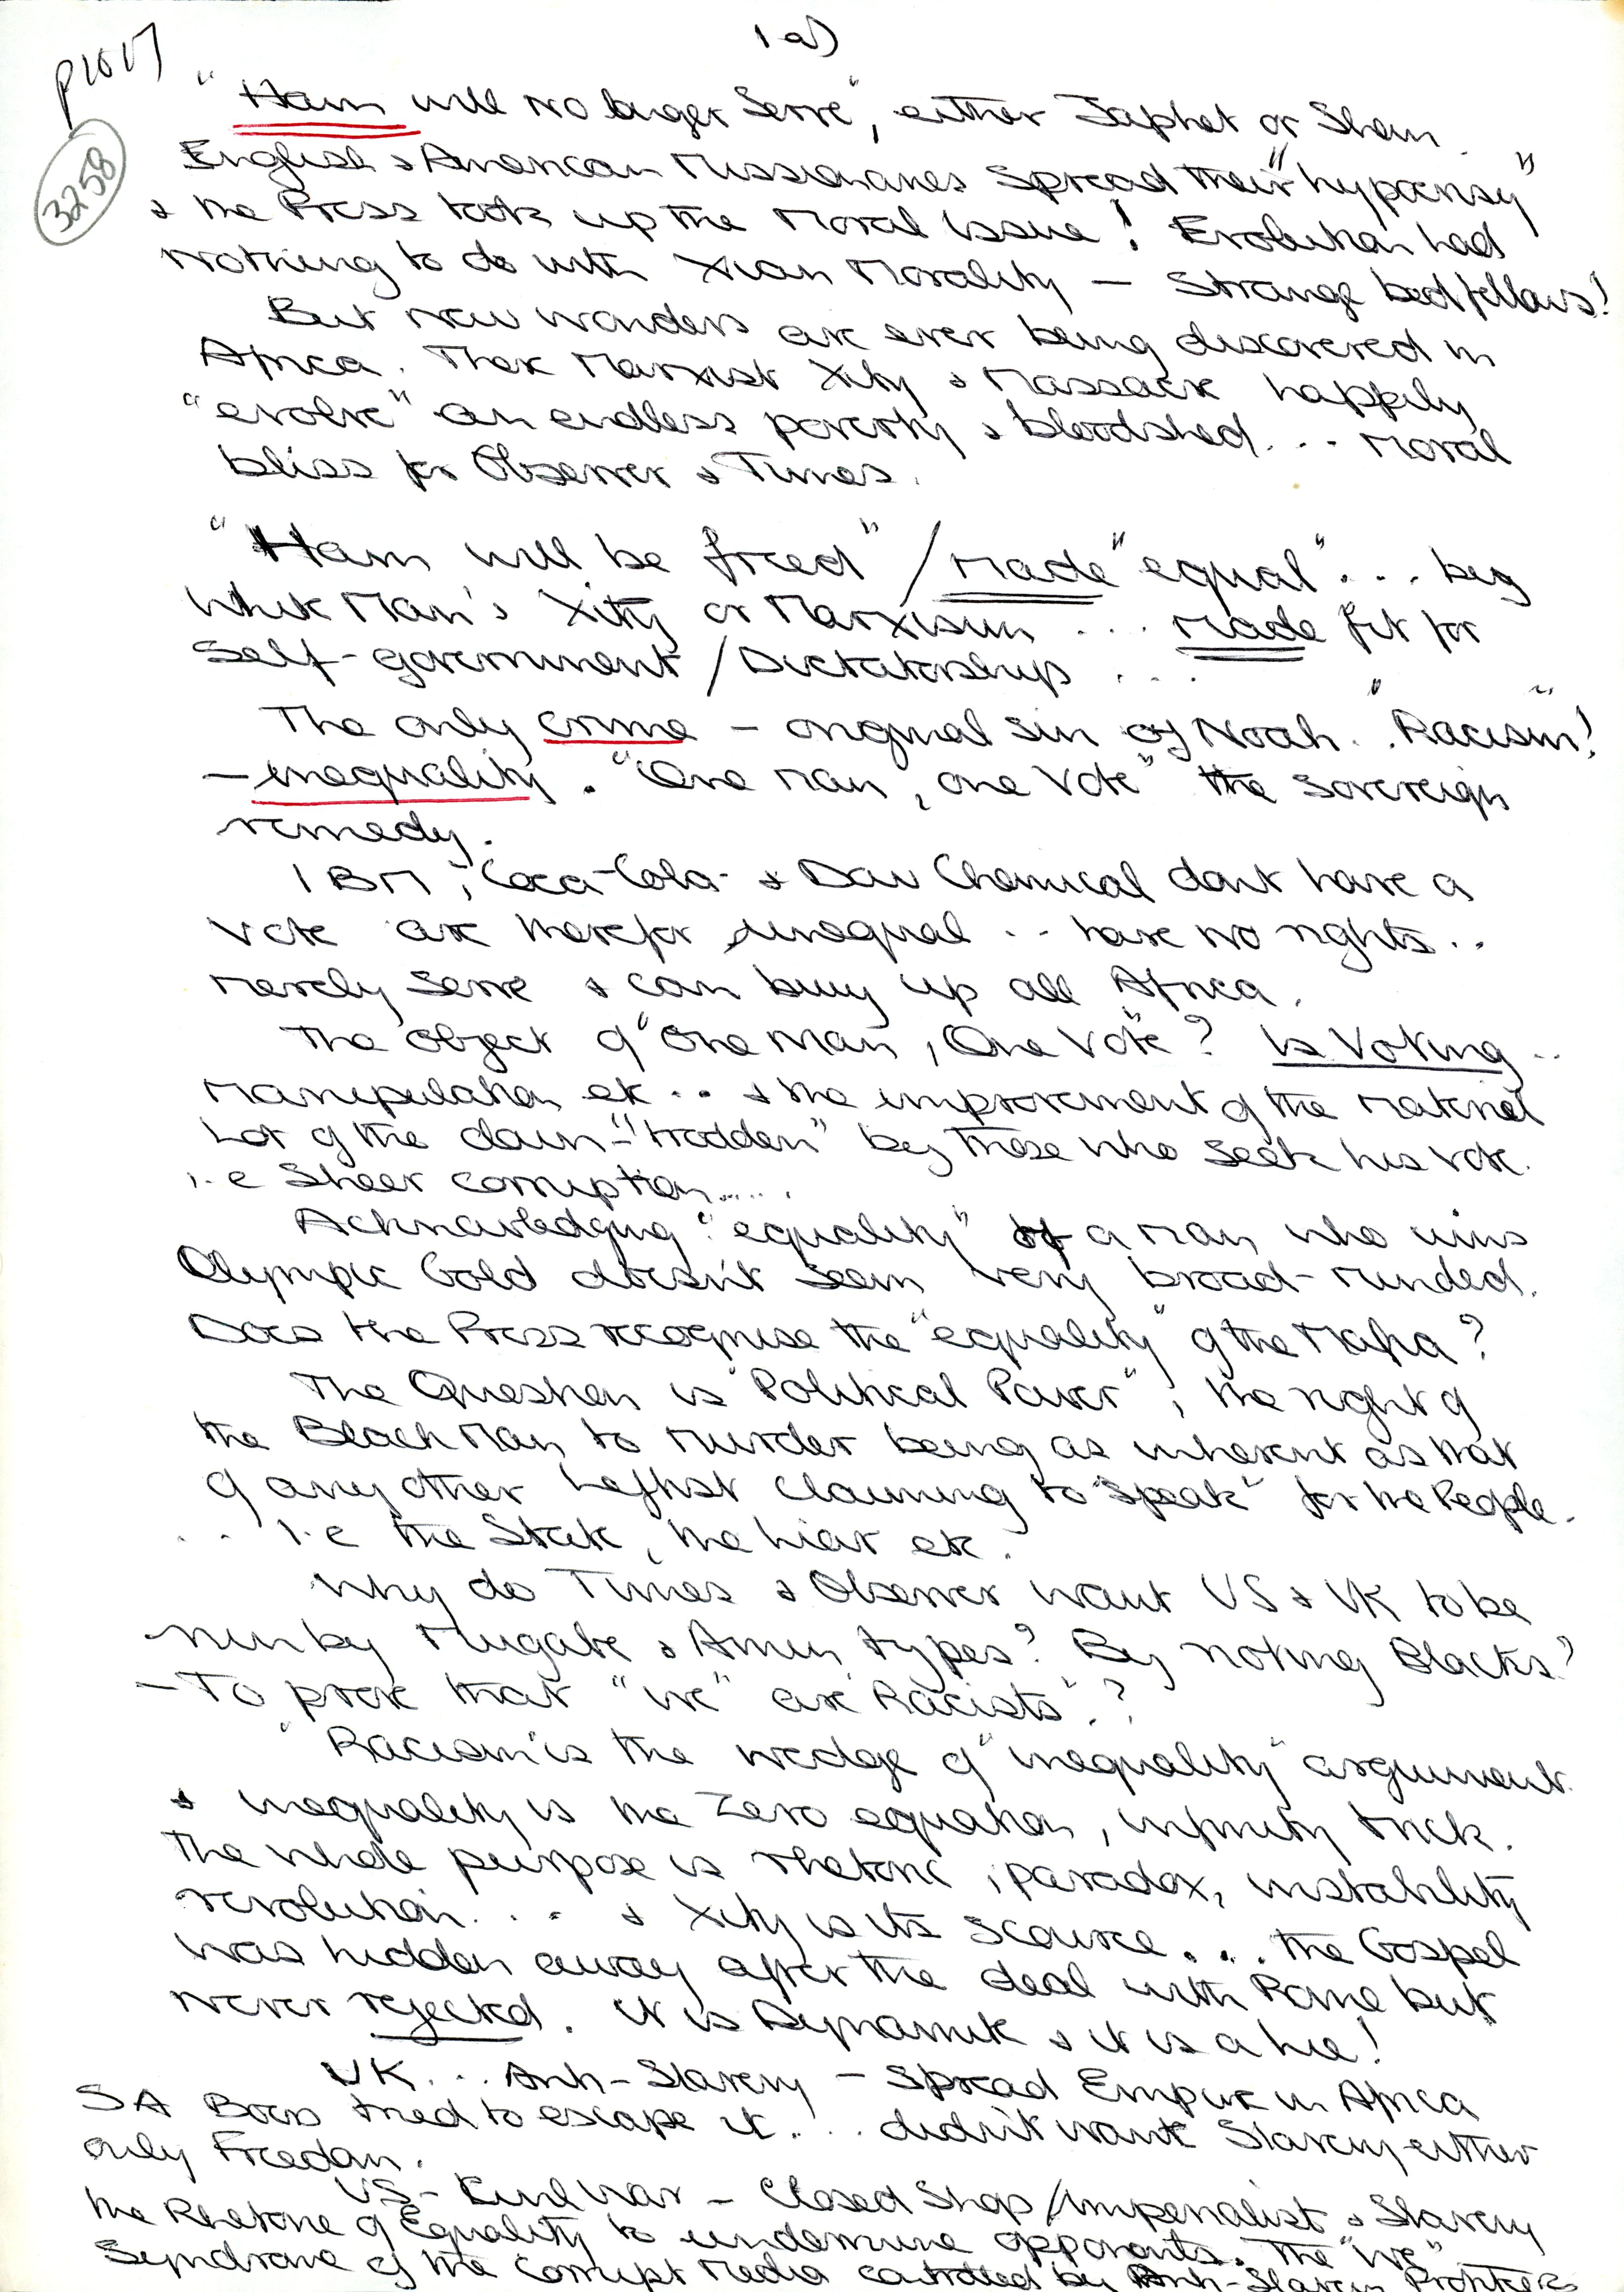 1 a)
3258
"Ham will no longer Serve", either Japhet or Shem.
English & American Missionaries Spread their "hypocrisy"
& the Press took up the Moral Issue! Evolution had
nothing to do with Xian Morality — Strange bedfellows!
But new wonders are ever being discovered in
Africa. There Marxist Xity & Massacre happily
"evolve" an endless poverty & bloodshed... Moral
bliss for Observer & Times.
"Ham will be freed" / Made "equal"... by
White Man's Xity or Marxism ... Made fit for
Self-government / Dictatorship ...
The only crime - original sin of Noah.. "Racism"!
— inequality. "One Man, one Vote" the Sovereign
remedy.
IBM, Coca-Cola & Dow Chemical dont have a
Vote are therefor unequal .. have no rights..
Merely Serve & can buy up all Africa.
The object of "One Man, One Vote"? Is Voting ..
Manipulation etc .. & the improvement of the Material
Lot of the down-"trodden" by those who Seek his Vote.
i.e Sheer corruption.....
Acknowledging "equality" of a Man who wins
Olympic Gold doesn't Seem very broad-minded.
Does the Press recognise the "equality" of the Mafia?
The Question is "Political Power", the right of
the Black Man to Murder being as inherent as that
of any other Leftist Claiming to "Speak" for the People.
.. i.e the State, the Liar etc.
Why do Times & Observer want US & UK to be
run by Mugabe & Amin types? By noting Blacks?
— To prove that "we" are "Racists".?
"Racism" is the wedge of "inequality" argument.
& inequality is the Zero equation, infinity trick.
The whole purpose is rhetoric, paradox, instability
revolution... & Xity is its Scource... the Gospel
was hidden away after the deal with Rome but
never rejected. it is Dynamite & it is a Lie!
UK... Anti-Slavery — Spread Empire in Africa
SA Boers tried to escape it... didn't want Slavery either
only Freedom.
US - Civil War - Closed Shop/Imperialist & Slavery
the Rhetoric of Equality to undermine opponents. The "we"
Syndrome of the Corrupt Media controlled by Anti-Slavery Profiteers